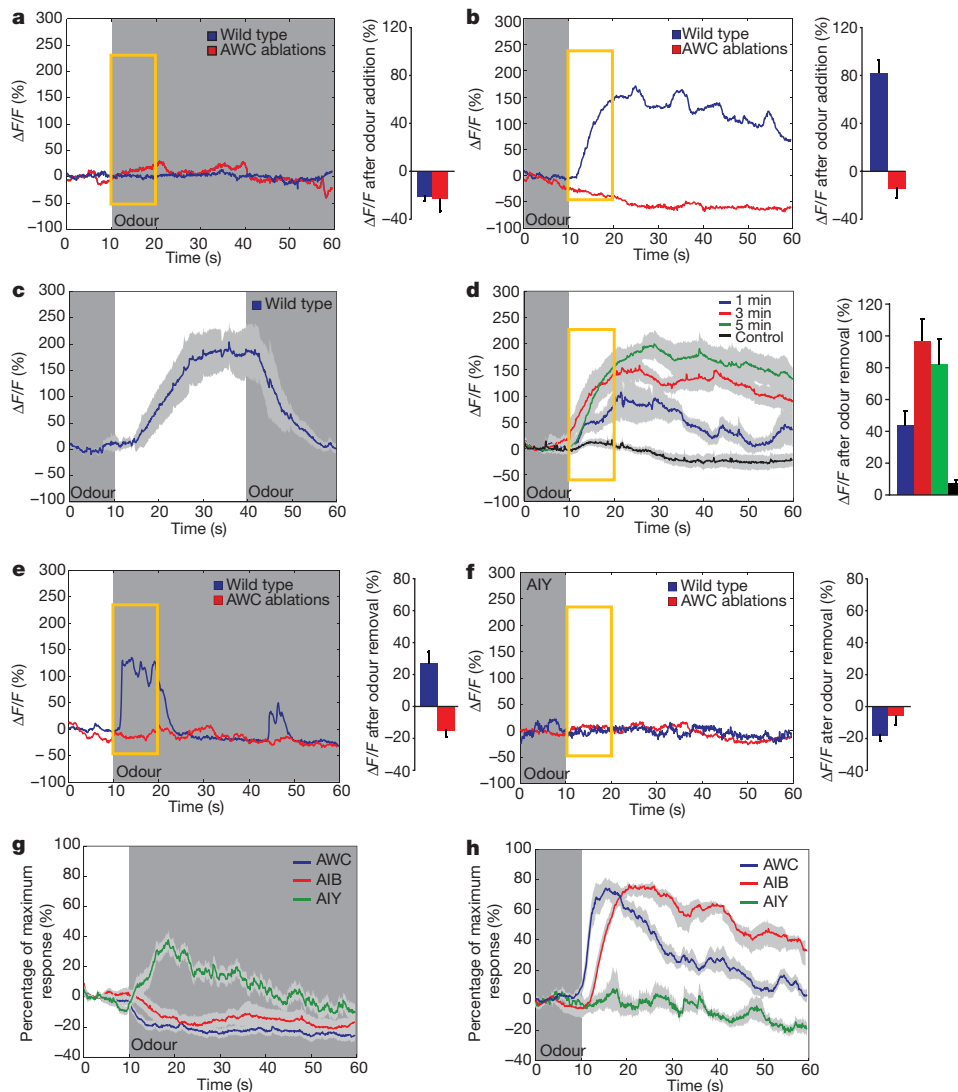 a
300
250
200
150
100
50
0
−50
−100
ΔF/F (%)
Wild type
AWC ablations
Odour
0 10 20 30 40 50 60
Time (s)
120
80
40
0
−40
ΔF/F after odour addition (%)
b
300
250
200
150
100
50
0
−50
−100
ΔF/F (%)
Wild type
AWC ablations
Odour
0 10 20 30 40 50 60
Time (s)
120
80
40
0
−40
ΔF/F after odour addition (%)
c
300
250
200
150
100
50
0
−50
−100
ΔF/F (%)
Wild type
Odour
Odour
0 10 20 30 40 50 60
Time (s)
d
300
250
200
150
100
50
0
−50
−100
ΔF/F (%)
1 min
3 min
5 min
Control
Odour
0 10 20 30 40 50 60
Time (s)
120
100
80
60
40
20
0
ΔF/F after odour removal (%)
e
300
250
200
150
100
50
0
−50
−100
ΔF/F (%)
Wild type
AWC ablations
Odour
0 10 20 30 40 50 60
Time (s)
80
60
40
20
0
−20
−40
ΔF/F after odour removal (%)
f
300
250
200
150
100
50
0
−50
−100
ΔF/F (%)
AIY
Wild type
AWC ablations
Odour
0 10 20 30 40 50 60
Time (s)
80
60
40
20
0
−20
−40
ΔF/F ater odour removal (%)
g
100
80
60
40
20
0
−20
−40
Percentage of maximum
response (%)
AWC
AIB
AIY
Odour
0 10 20 30 40 50 60
Time (s)
h
100
80
60
40
20
0
−20
−40
Percentage of maximum
response (%)
AWC
AIB
AIY
Odour
0 10 20 30 40 50 60
Time (s)